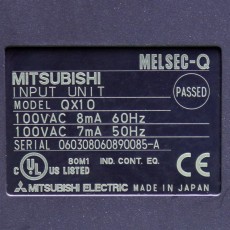 MELSEC-Q
MITSUBISHI
INPUT UNIT
PASSED
MODEL QX10
100VAC 8mA 60Hz
100VAC 7mA 50Hz
SERIAL 060308060890085-A
C UL US LISTED
80M1 IND. CONT. EQ.
MITSUBISHI ELECTRIC MADE IN JAPAN